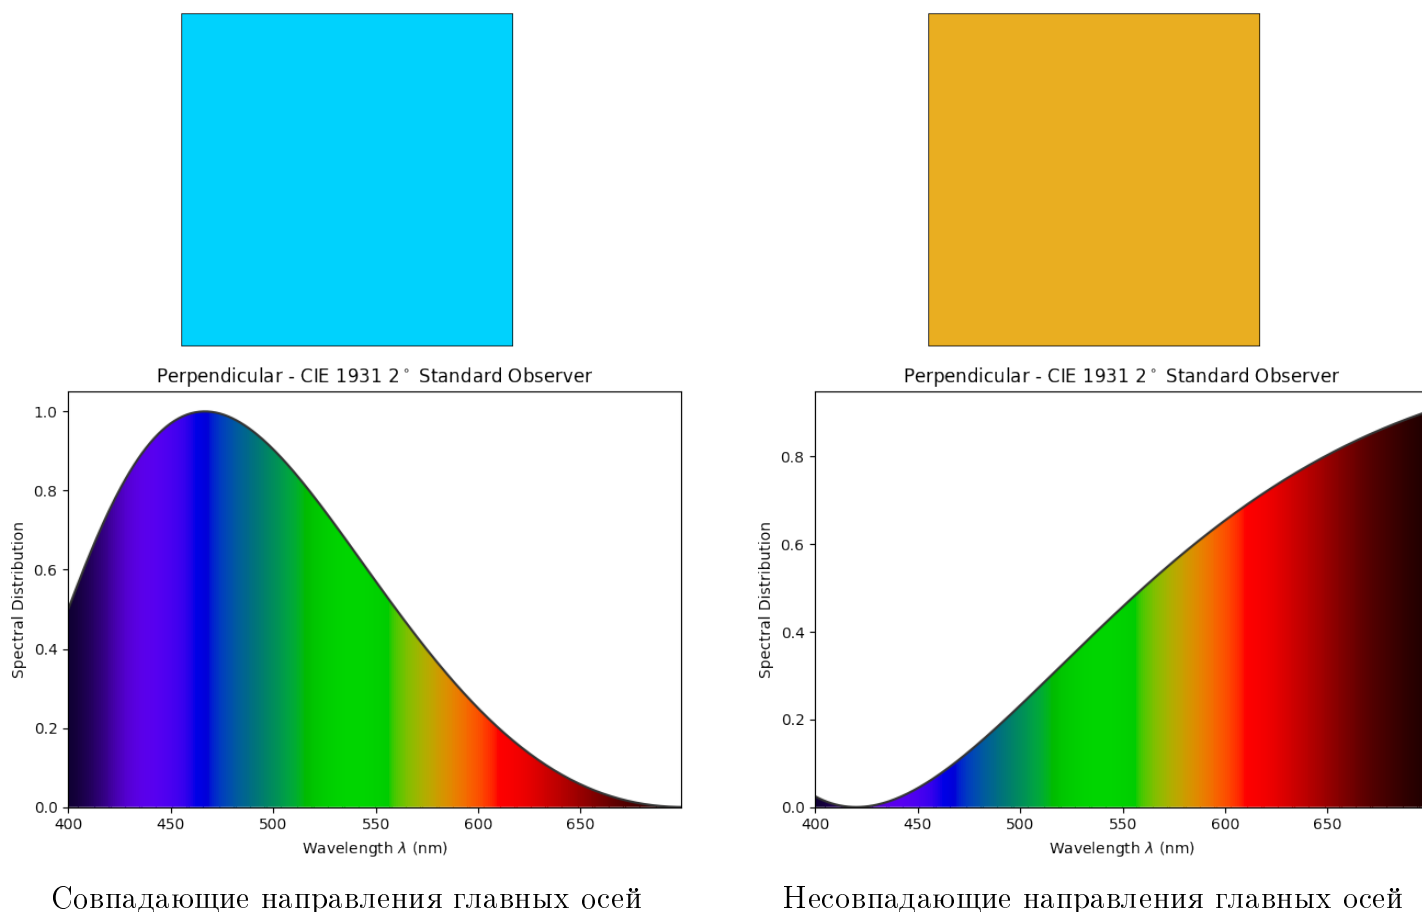 Perpendicular - CIE 1931 2° Standard Observer
Spectral Distribution
1.0
0.8
0.6
0.4
0.2
0.0
400 450 500 550 600 650
Wavelength λ (nm)
Совпадающие направления главных осей
Perpendicular - CIE 1931 2° Standard Observer
Spectral Distribution
0.8
0.6
0.4
0.2
0.0
400 450 500 550 600 650
Wavelength λ (nm)
Несовпадающие направления главных осей